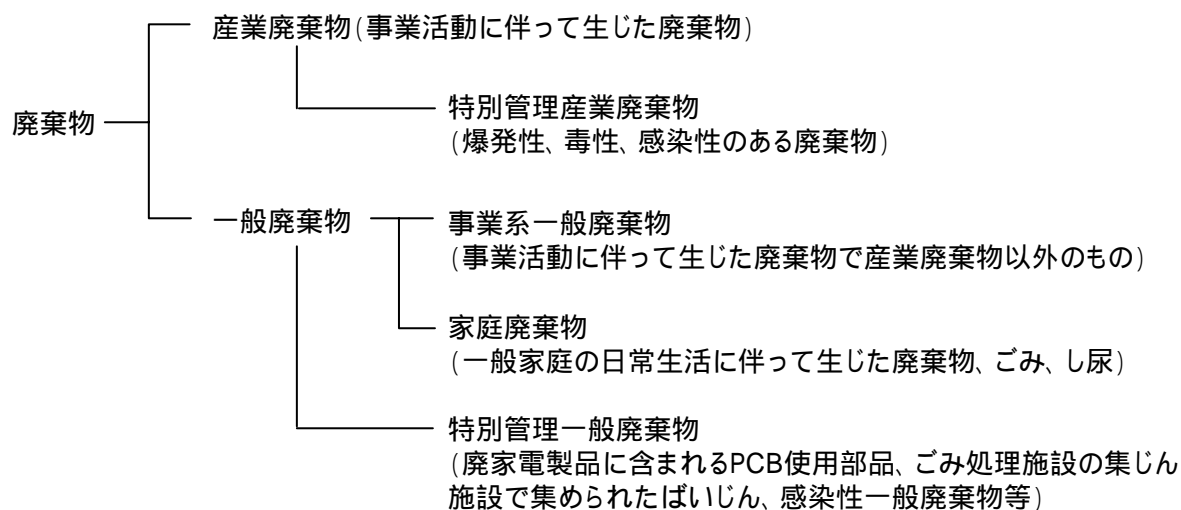 産業廃棄物(事業活動に伴って生じた廃棄物)
特別管理産業廃棄物
(爆発性、毒性、感染性のある廃棄物)
廃棄物
一般廃棄物
事業系一般廃棄物
(事業活動に伴って生じた廃棄物で産業廃棄物以外のもの)
家庭廃棄物
(一般家庭の日常生活に伴って生じた廃棄物、ごみ、し尿)
特別管理一般廃棄物
(廃家電製品に含まれるPCB使用部品、ごみ処理施設の集じん
施設で集められたばいじん、感染性一般廃棄物等)